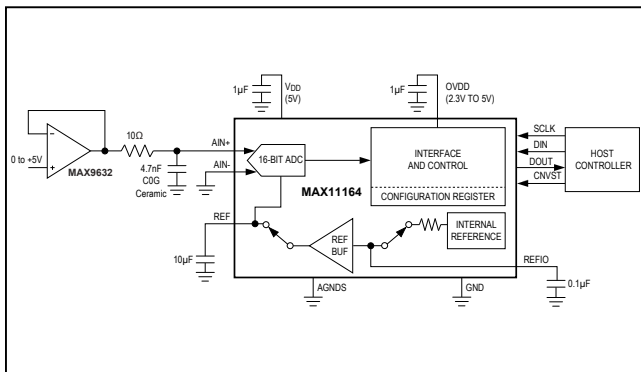 1µF
VDD
(5V)
1µF
OVDD
(2.3V TO 5V)
10Ω
0 to +5V
MAX9632
4.7nF
C0G
Ceramic
AIN+
AIN-
16-BIT ADC
MAX11164
INTERFACE
AND CONTROL
CONFIGURATION REGISTER
SCLK
DIN
DOUT
CNVST
HOST
CONTROLLER
REF
10µF
REF
BUF
INTERNAL
REFERENCE
REFIO
0.1µF
AGNDS
GND
-
+